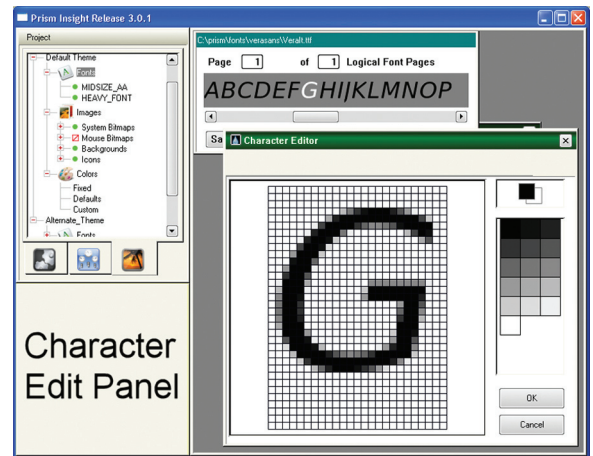 Prism Insight Release 3.0.1
Project
Default Theme
Fonts
MIDSIZE_AA
HEAVY_FONT
Images
System Bitmaps
Mouse Bitmaps
Backgrounds
Icons
Colors
Fixed
Defaults
Custom
Alternate_Theme
Fonts
C:\prism\fonts\verasans\VeraIt.ttf
Page 1 of 1 Logical Font Pages
ABCDEFGHIJKLMNOP
Sa
Character Editor
G
OK
Cancel
Character
Edit Panel